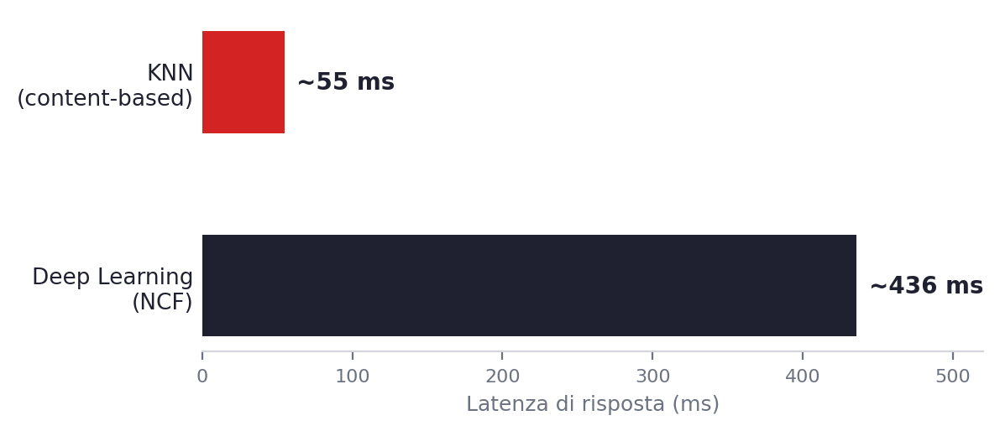 KNN
(content-based)
~55 ms
Deep Learning
(NCF)
~436 ms
0 100 200 300 400 500
Latenza di risposta (ms)